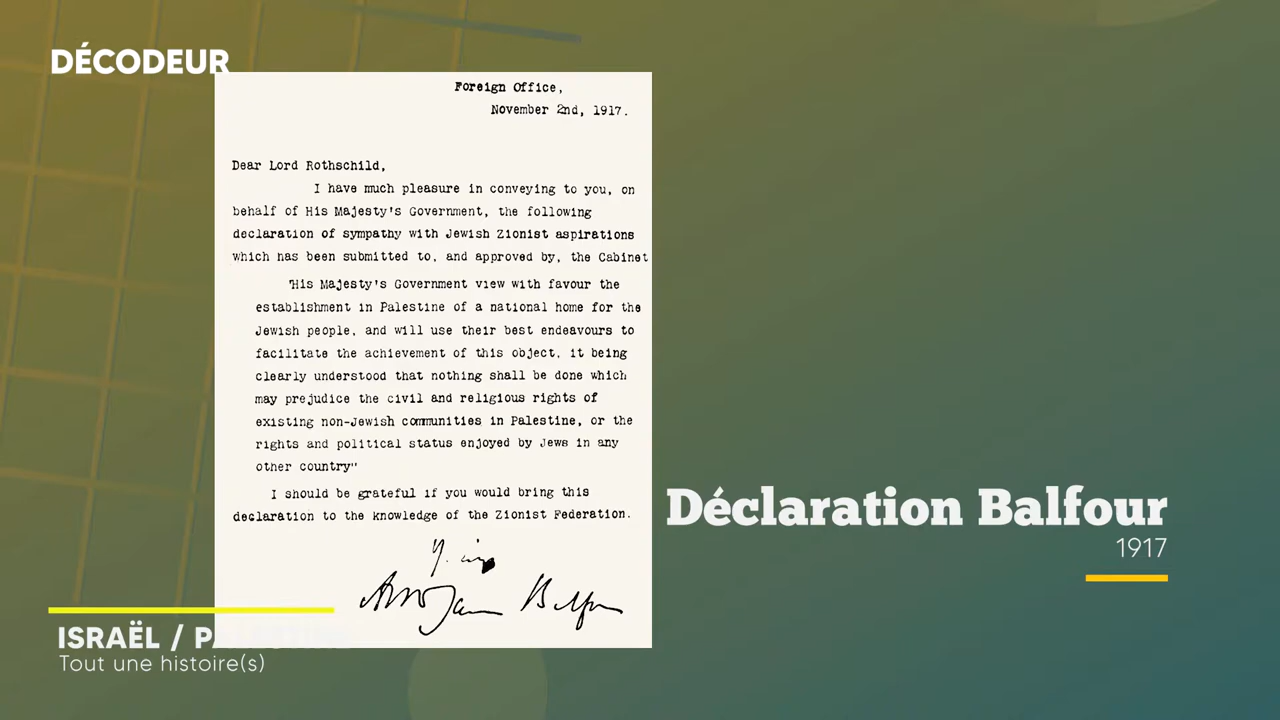 DÉCODEUR
Foreign Office,
November 2nd, 1917.
Dear Lord Rothschild,
I have much pleasure in conveying to you, on
behalf of His Majesty's Government, the following
declaration of sympathy with Jewish Zionist aspirations
which has been submitted to, and approved by, the Cabinet
"His Majesty's Government view with favour the
establishment in Palestine of a national home for the
Jewish people, and will use their best endeavours to
facilitate the achievement of this object, it being
clearly understood that nothing shall be done which
may prejudice the civil and religious rights of
existing non-Jewish communities in Palestine, or the
rights and political status enjoyed by Jews in any
other country"
I should be grateful if you would bring this
declaration to the knowledge of the Zionist Federation.
Arthur James Balfour
Déclaration Balfour
1917
ISRAËL / PALESTINE
Tout une histoire(s)